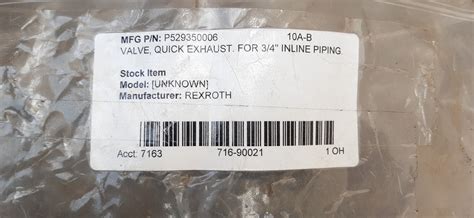 MFG P/N: P529350006 10A-B
VALVE, QUICK EXHAUST. FOR 3/4" INLINE PIPING
Stock Item
Model: [UNKNOWN]
Manufacturer: REXROTH
Acct: 7163 716-90021 1 OH